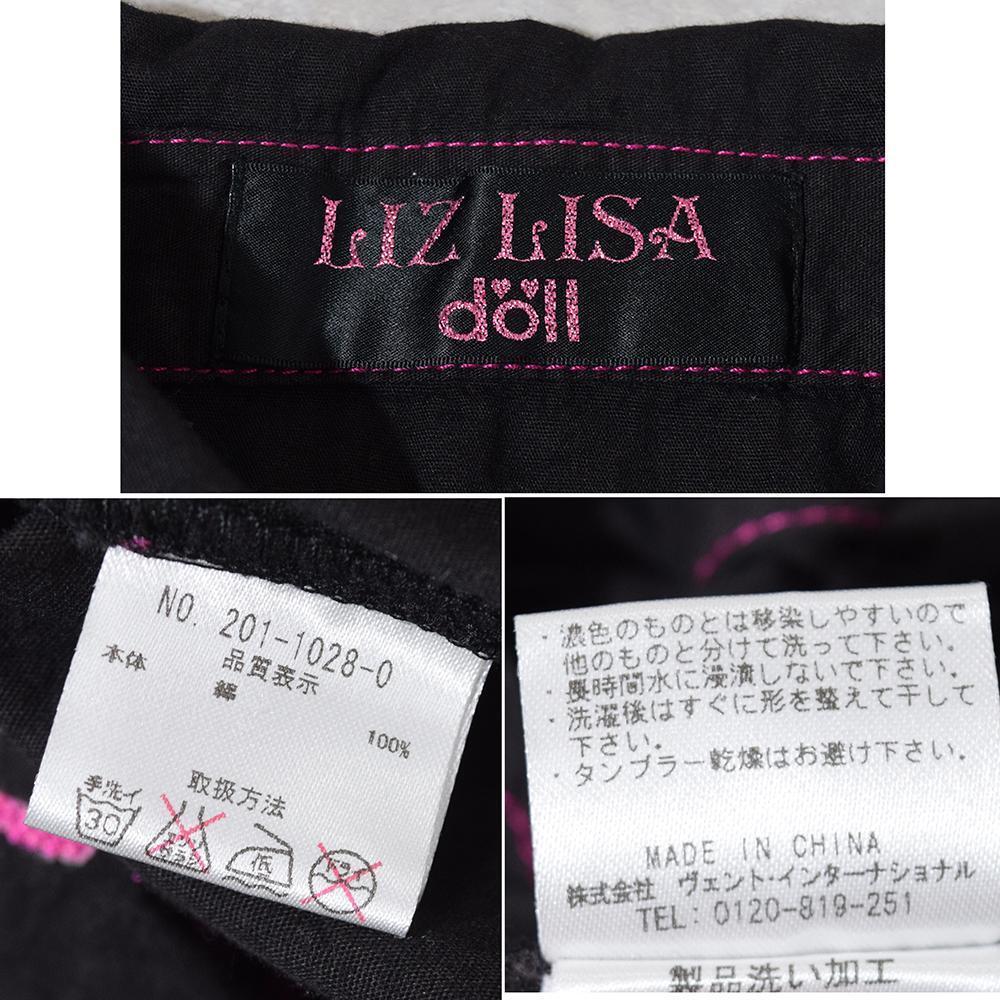 LIZ LISA
döll
NO. 201-1028-0
品質表示
本体
綿
100%
取扱方法
手洗イ
30
低
・濃色のものとは移染しやすいので
他のものと分けて洗って下さい。
・長時間水に浸漬しないで下さい。
・洗濯後はすぐに形を整えて干して
下さい。
・タンブラー乾燥はお避け下さい。
MADE IN CHINA
株式会社 ヴェント・インターナショナル
TEL: 0120-819-251
製品洗い加工